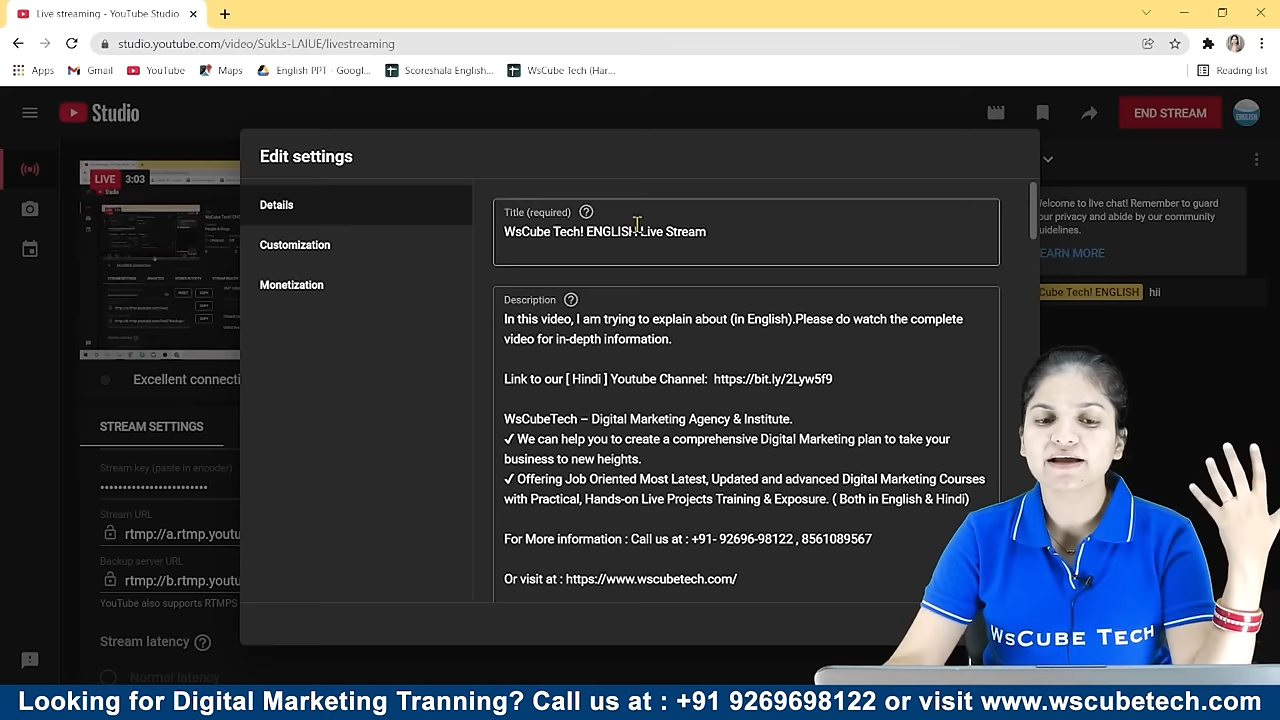 Live streaming - YouTube Studio
studio.youtube.com/video/SukLs-LAIUE/livestreaming
Apps Gmail YouTube Maps English PPT - Googl... Scoreshala English... WsCube Tech (Har... Reading list
Studio
END STREAM
ENGLISH
LIVE 3:03
Edit settings
Details
Customization
Monetization
Title (required)
WsCube Tech! ENGLISH Live Stream
Description
In this video, I am trying to explain about (in English).Please do watch the complete
video for in-depth information.
Link to our [ Hindi ] Youtube Channel: https://bit.ly/2Lyw5f9
WsCubeTech – Digital Marketing Agency & Institute.
✓ We can help you to create a comprehensive Digital Marketing plan to take your
business to new heights.
✓ Offering Job Oriented Most Latest, Updated and advanced Digital Marketing Courses
with Practical, Hands-on Live Projects Training & Exposure. ( Both in English & Hindi)
For More information : Call us at : +91- 92696-98122 , 8561089567
Or visit at : https://www.wscubetech.com/
elcome to live chat! Remember to guard
our privacy and abide by our community
uidelines.
EARN MORE
Cube Tech! ENGLISH hii
Excellent connecti
STREAM SETTINGS
Stream key (paste in encoder)
Stream URL
rtmp://a.rtmp.youtu
Backup server URL
rtmp://b.rtmp.youtu
YouTube also supports RTMPS
Stream latency
Normal latency
WsCube Tech
Looking for Digital Marketing Tranning? Call us at : +91 9269698122 or visit www.wscubetech.com